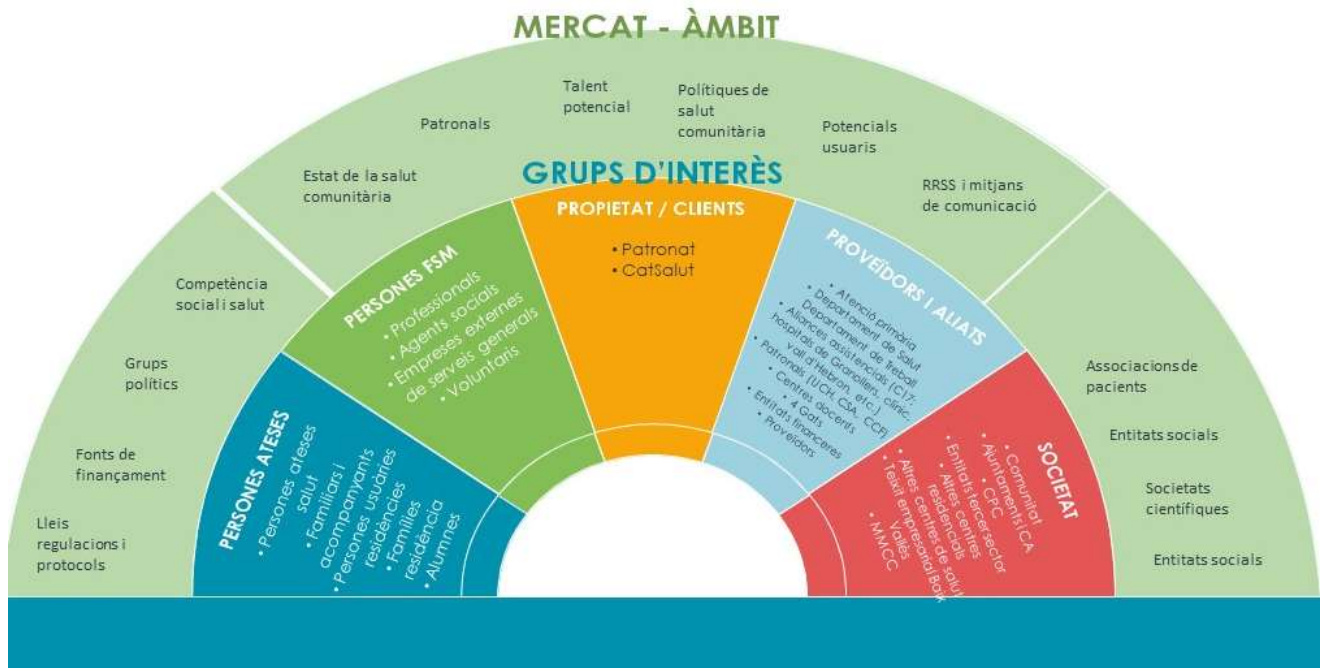 MERCAT - ÀMBIT
Talent
potencial
Polítiques de
salut
comunitària
Patronals
Potencials
usuaris
Estat de la salut
comunitària
RRSS i mitjans
de comunicació
Competència
social i salut
Grups
polítics
Fonts de
finançament
Lleis
regulacions i
protocols
Associacions de
pacients
Entitats socials
Societats
científiques
Entitats socials
GRUPS D'INTERÈS
PERSONES ATESES
• Persones ateses
salut
• Familiars i
acompanyants
• Persones usuàries
residències
• Famílies
residència
• Alumnes
PERSONES FSM
• Professionals
• Agents socials
• Empreses externes
de serveis generals
• Voluntaris
PROPIETAT / CLIENTS
• Patronat
• CatSalut
PROVEÏDORS I ALIATS
• Atenció primària
• Departament de Salut
Departament de Treball
• Aliances assistencials (C17:
hospitals de Granollers, clínic,
vall d'Hebron, etc.)
• Patronals (UCH, CSA, CCF)
• Centres docents
• 4 Gats
• Entitats financeres
• Proveïdors
SOCIETAT
• Comunitat
• AjuntamentsICA
• CPC
• Entitats tercer sector
• Altres centres
residencials
• Altres centres de salut
• Teixit empresarial Baix
Vallès
• MMCC